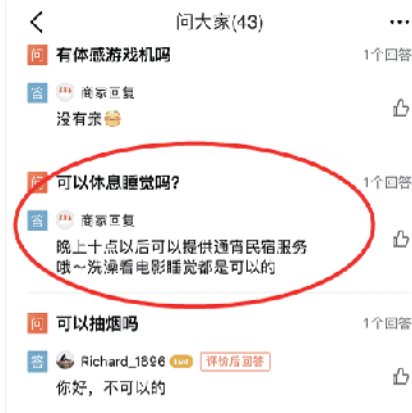 问大家(43)
问 有体感游戏机吗 1个回答
答 商家回复
没有亲
问 可以休息睡觉吗? 1个回答
答 商家回复
晚上十点以后可以提供通宵民宿服务
哦~洗澡看电影睡觉都是可以的
问 可以抽烟吗 1个回答
答 Richard_1696 评价后回答
你好，不可以的